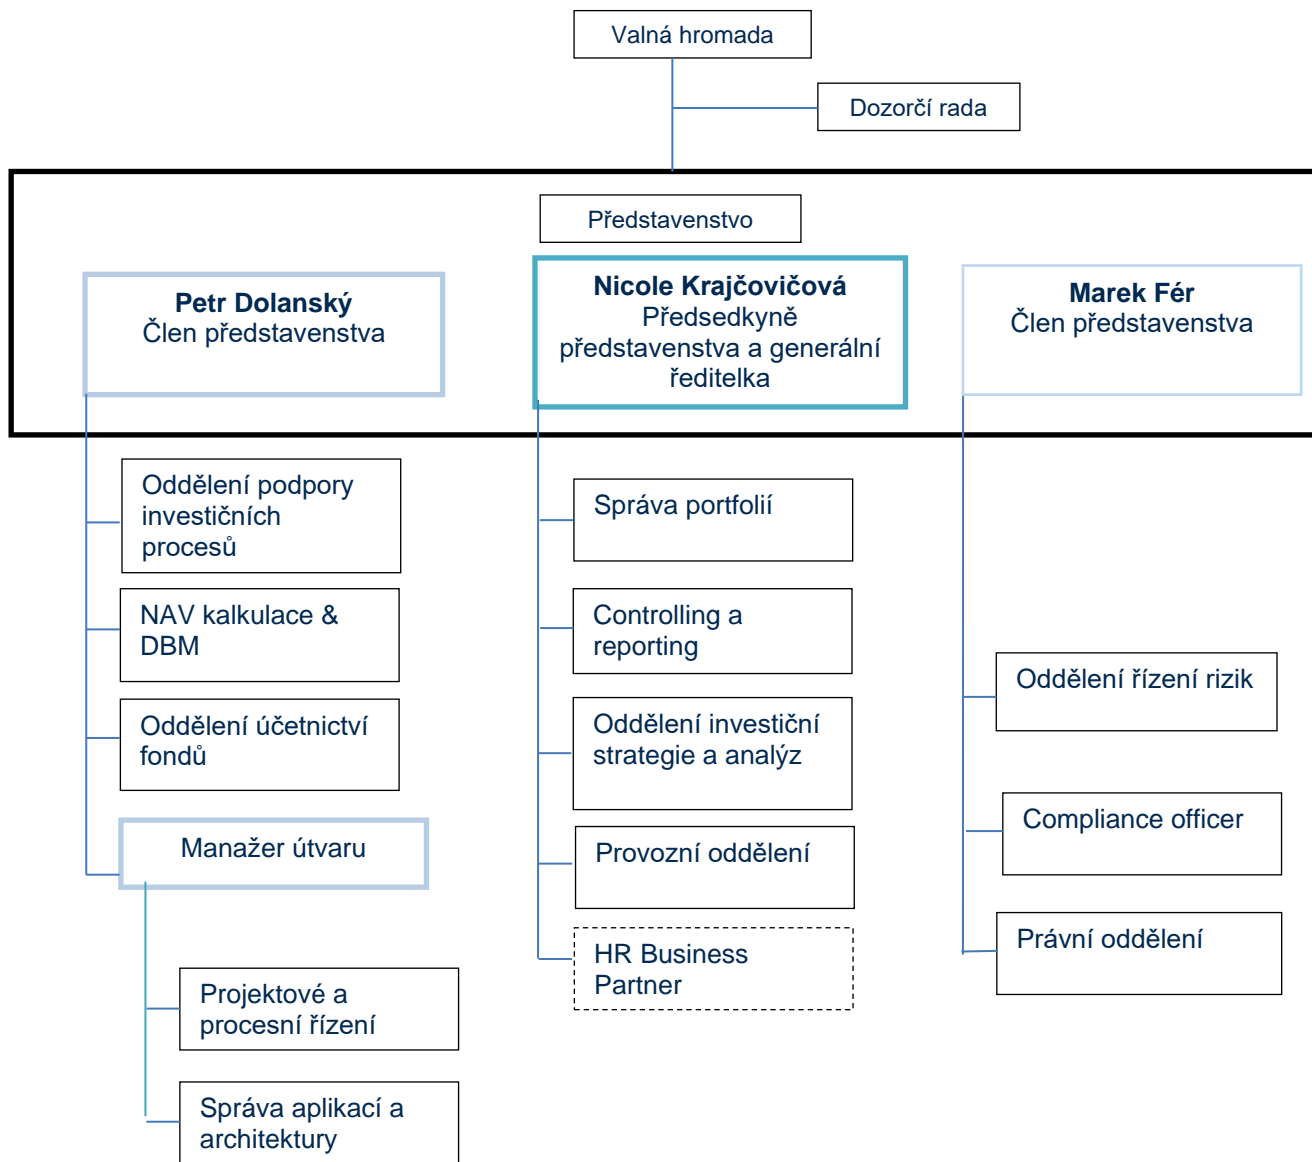 Valná hromada
Dozorčí rada
Představenstvo
Petr Dolanský
Člen představenstva
Nicole Krajčovičová
Předsedkyně
představenstva a generální
ředitelka
Marek Fér
Člen představenstva
Oddělení podpory
investičních
procesů
NAV kalkulace &
DBM
Oddělení účetnictví
fondů
Manažer útvaru
Projektové a
procesní řízení
Správa aplikací a
architektury
Správa portfolií
Controlling a
reporting
Oddělení investiční
strategie a analýz
Provozní oddělení
HR Business
Partner
Oddělení řízení rizik
Compliance officer
Právní oddělení